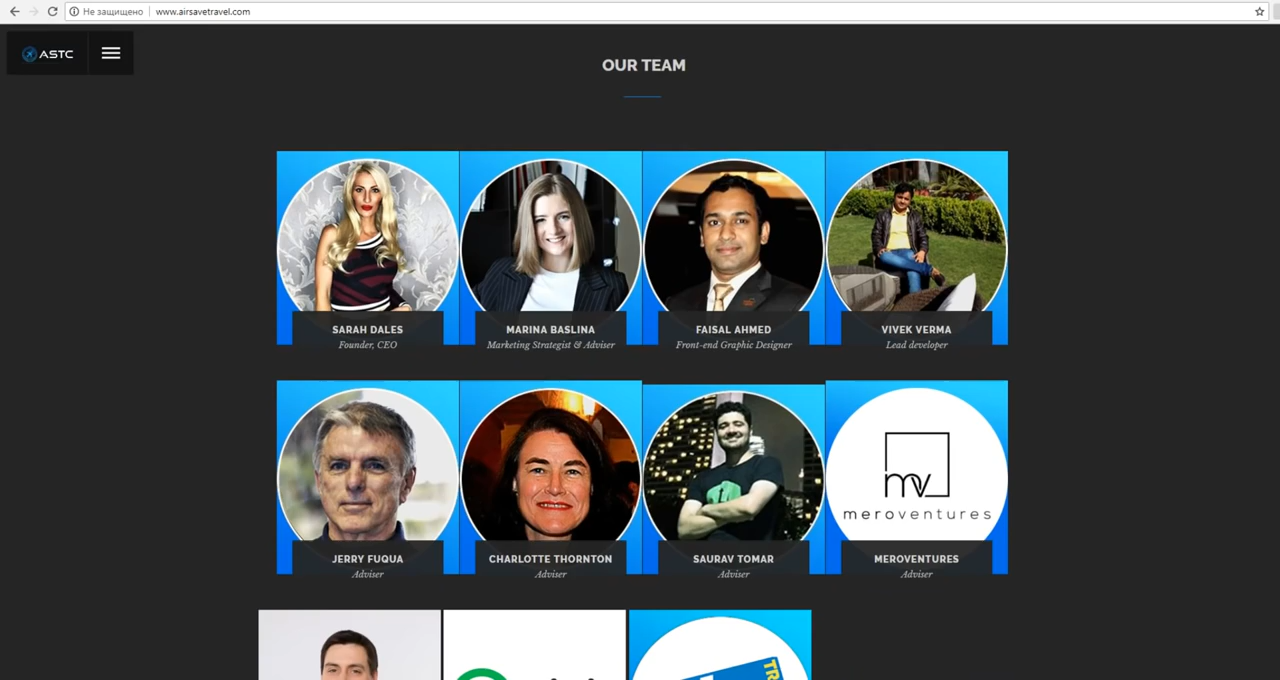 Не защищено
www.airsavetravel.com
ASTC
OUR TEAM
SARAH DALES
Founder, CEO
MARINA BASLINA
Marketing Strategist & Adviser
FAISAL AHMED
Front-end Graphic Designer
VIVEK VERMA
Lead developer
mv
meroventures
JERRY FUQUA
Adviser
CHARLOTTE THORNTON
Adviser
SAURAV TOMAR
Adviser
MEROVENTURES
Adviser
TR